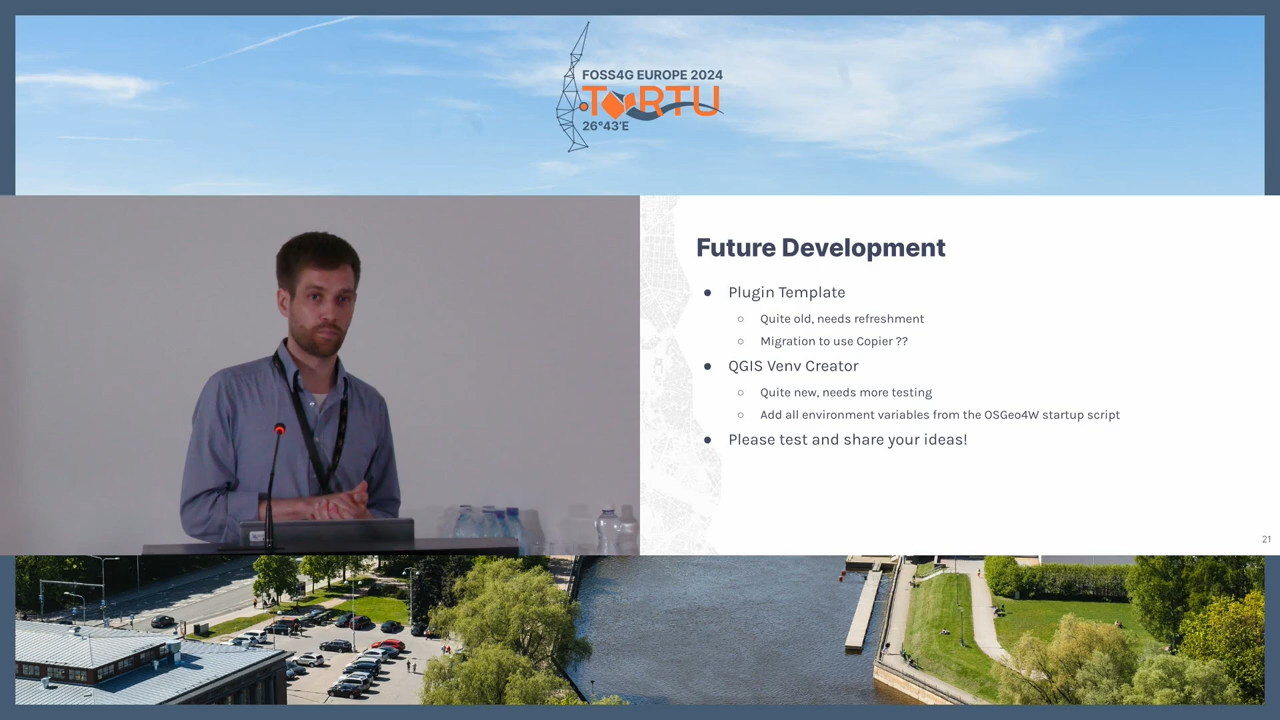 FOSS4G EUROPE 2024
TARTU
26°43'E
Future Development
● Plugin Template
○ Quite old, needs refreshment
○ Migration to use Copier ??
● QGIS Venv Creator
○ Quite new, needs more testing
○ Add all environment variables from the OSGeo4W startup script
● Please test and share your ideas!
21